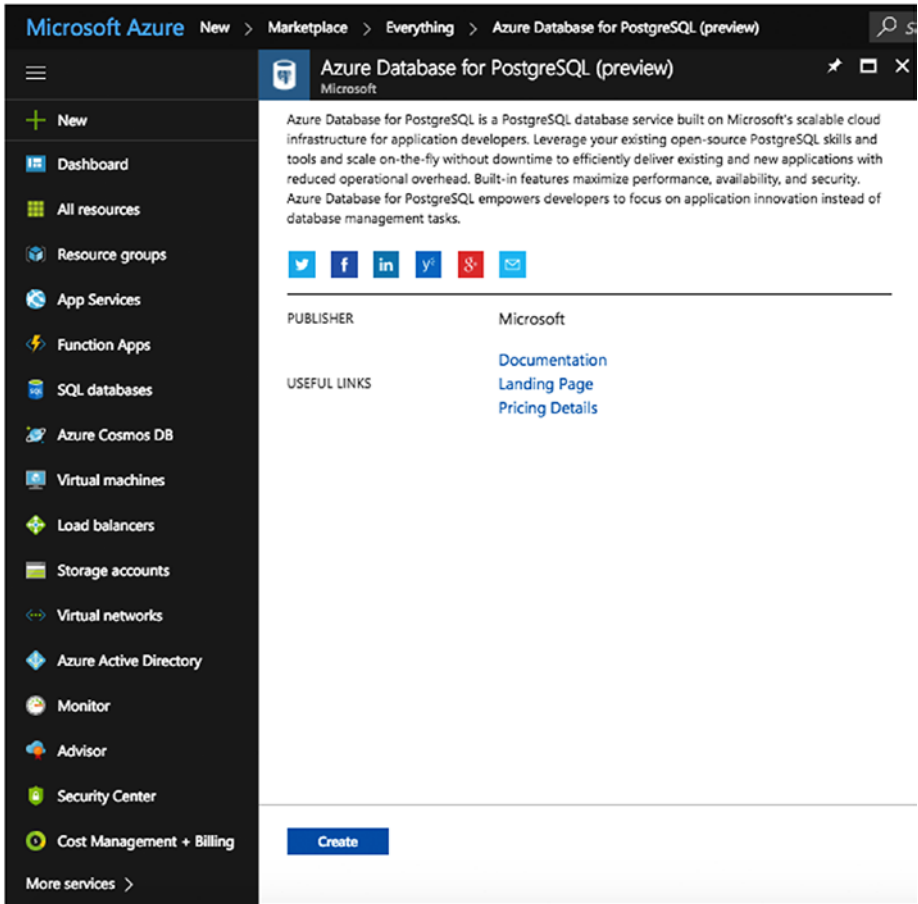 Microsoft Azure New > Marketplace > Everything > Azure Database for PostgreSQL (preview)
Azure Database for PostgreSQL (preview)
Microsoft
New
Dashboard
All resources
Resource groups
App Services
Function Apps
SQL databases
Azure Cosmos DB
Virtual machines
Load balancers
Storage accounts
Virtual networks
Azure Active Directory
Monitor
Advisor
Security Center
Cost Management + Billing
More services >
Azure Database for PostgreSQL is a PostgreSQL database service built on Microsoft's scalable cloud
infrastructure for application developers. Leverage your existing open-source PostgreSQL skills and
tools and scale on-the-fly without downtime to efficiently deliver existing and new applications with
reduced operational overhead. Built-in features maximize performance, availability, and security.
Azure Database for PostgreSQL empowers developers to focus on application innovation instead of
database management tasks.
PUBLISHER Microsoft
USEFUL LINKS
Documentation
Landing Page
Pricing Details
Create